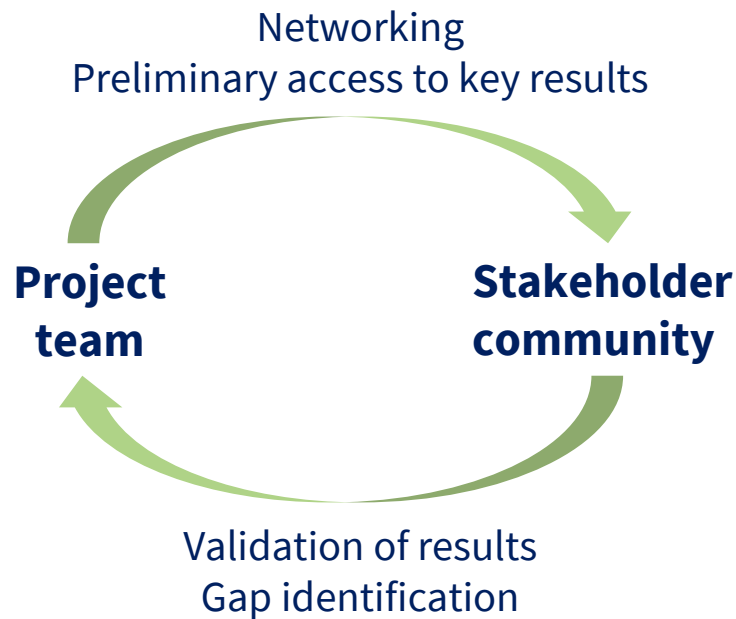 Networking
Preliminary access to key results
Project
team
Stakeholder
community
Validation of results
Gap identification